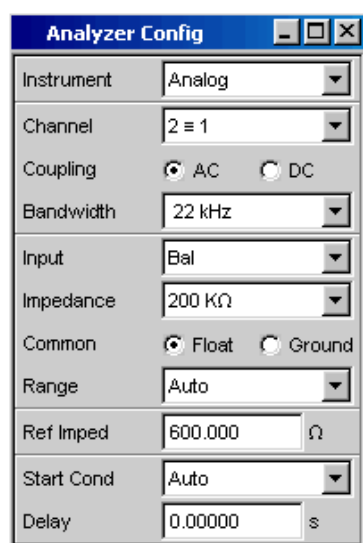 Analyzer Config
Instrument Analog
Channel 2 ≡ 1
Coupling AC DC
Bandwidth 22 kHz
Input Bal
Impedance 200 KΩ
Common Float Ground
Range Auto
Ref Imped 600.000 Ω
Start Cond Auto
Delay 0.00000 s